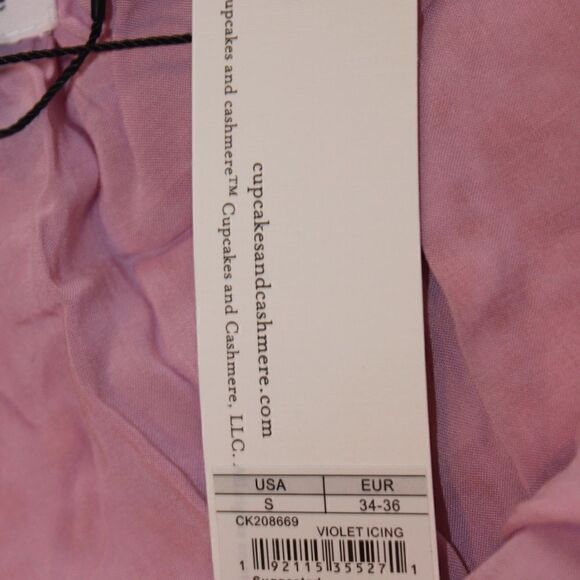 cupcakes and cashmere™ Cupcakes and Cashmere, LLC.
cupcakesandcashmere.com
USA EUR
S 34-36
CK208669
VIOLET ICING
1 92115 35527 1
Suggested